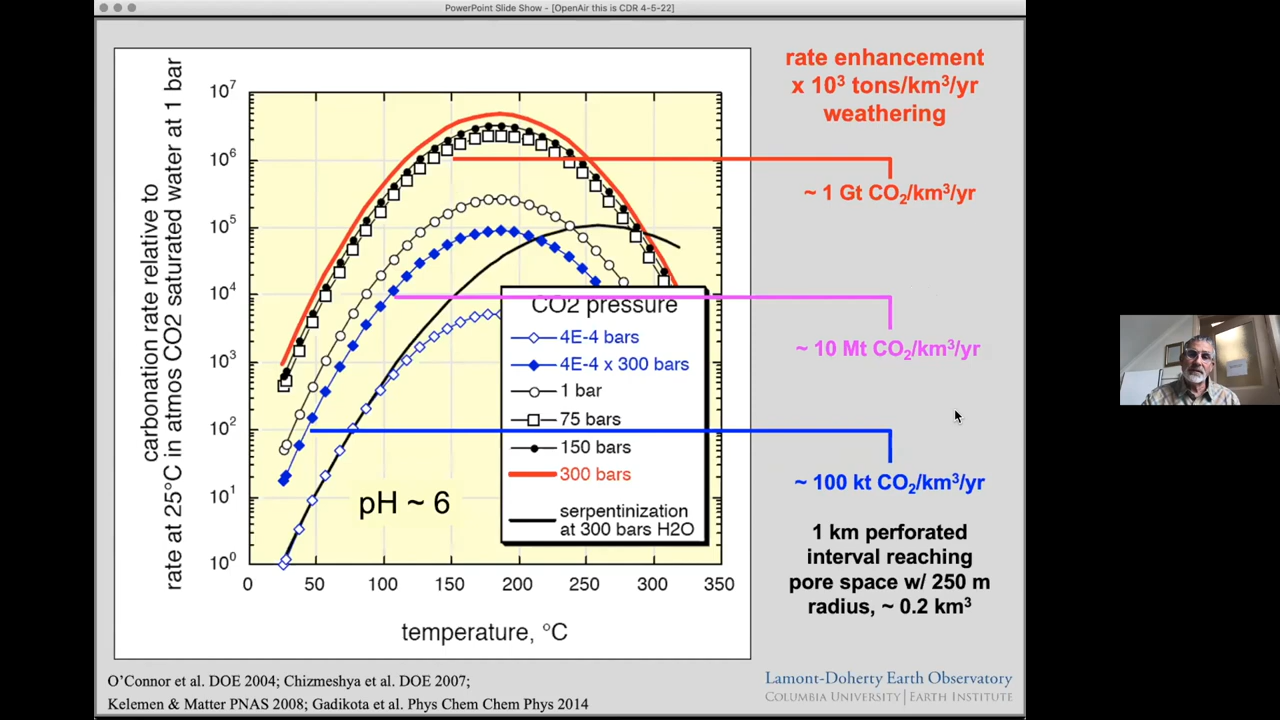 PowerPoint Slide Show - [OpenAir this is CDR 4-5-22]
carbonation rate relative to
rate at 25°C in atmos CO2 saturated water at 1 bar
10⁷
10⁶
10⁵
10⁴
10³
10²
10¹
10⁰
0 50 100 150 200 250 300 350
temperature, °C
pH ~ 6
CO2 pressure
4E-4 bars
4E-4 x 300 bars
1 bar
75 bars
150 bars
300 bars
serpentinization
at 300 bars H2O
rate enhancement
x 10³ tons/km³/yr
weathering
~ 1 Gt CO₂/km³/yr
~ 10 Mt CO₂/km³/yr
~ 100 kt CO₂/km³/yr
1 km perforated
interval reaching
pore space w/ 250 m
radius, ~ 0.2 km³
O'Connor et al. DOE 2004; Chizmeshya et al. DOE 2007;
Kelemen & Matter PNAS 2008; Gadikota et al. Phys Chem Chem Phys 2014
Lamont-Doherty Earth Observatory
COLUMBIA UNIVERSITY | EARTH INSTITUTE